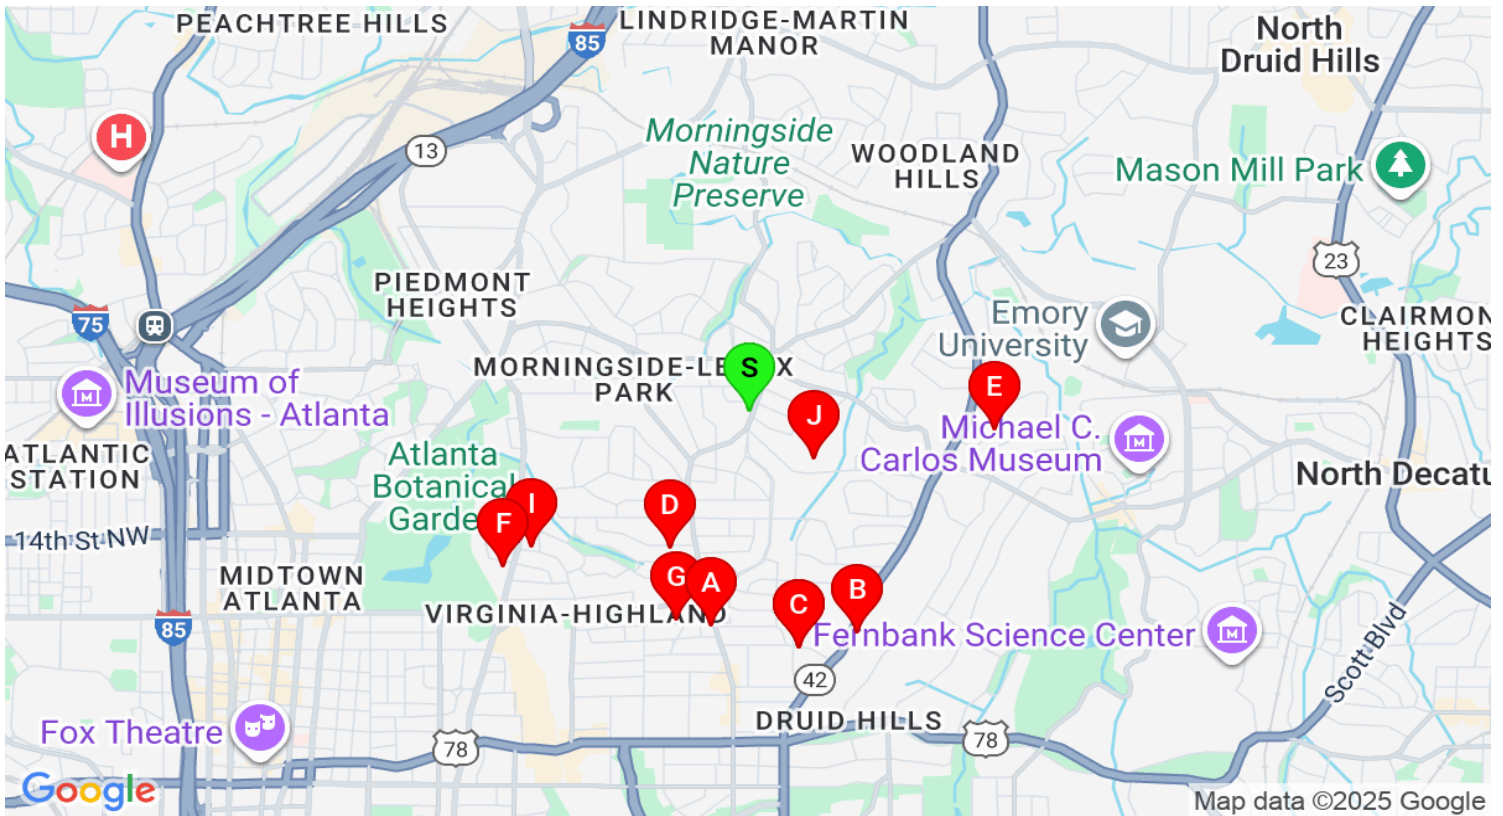 PEACHTREE HILLS
LINDRIDGE-MARTIN
MANOR
85
North
Druid Hills
H
13
Morningside
Nature
Preserve
WOODLAND
HILLS
Mason Mill Park
23
PIEDMONT
HEIGHTS
75
Emory
University
CLAIRMON
HEIGHTS
MORNINGSIDE-LE X
PARK
S
E
J
Museum of
Illusions - Atlanta
Michael C.
Carlos Museum
ATLANTIC
STATION
Atlanta
Botanical
Garde
North Decatu
I
F
D
14th St NW
MIDTOWN
ATLANTA
G
A
C
B
VIRGINIA-HIGHLAND
85
Fernbank Science Center
Scott Blvd
42
DRUID HILLS
Fox Theatre
78
78
Google
Map data ©2025 Google